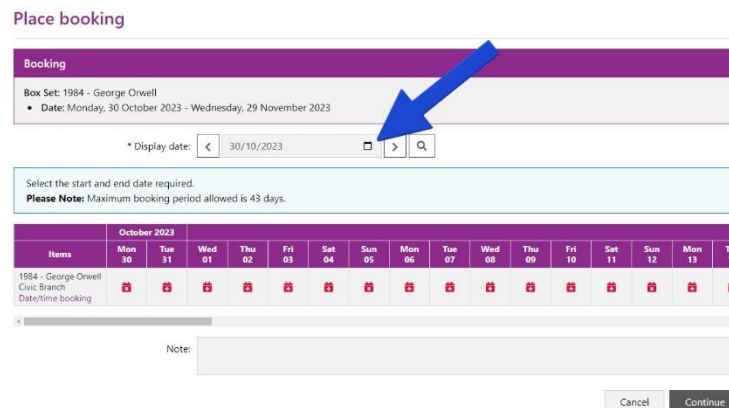 Place booking
Booking
Box Set: 1984 - George Orwell
Date: Monday, 30 October 2023 - Wednesday, 29 November 2023
* Display date: < 30/10/2023 >
Select the start and end date required.
Please Note: Maximum booking period allowed is 43 days.
October 2023
Items Mon 30 Tue 31 Wed 01 Thu 02 Fri 03 Sat 04 Sun 05 Mon 06 Tue 07 Wed 08 Thu 09 Fri 10 Sat 11 Sun 12 Mon 13
1984 - George Orwell
Civic Branch
Date/time booking
Note:
Cancel Continue